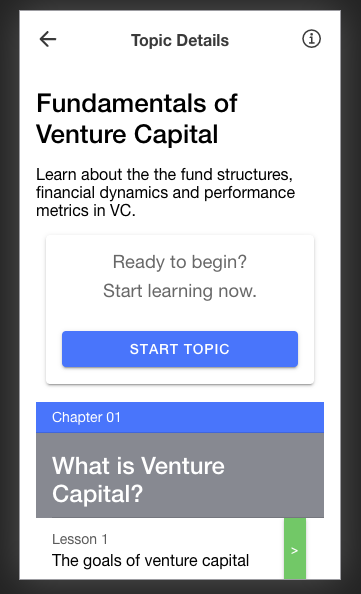 Topic Details
Fundamentals of
Venture Capital
Learn about the the fund structures,
financial dynamics and performance
metrics in VC.
Ready to begin?
Start learning now.
START TOPIC
Chapter 01
What is Venture
Capital?
Lesson 1
The goals of venture capital
>